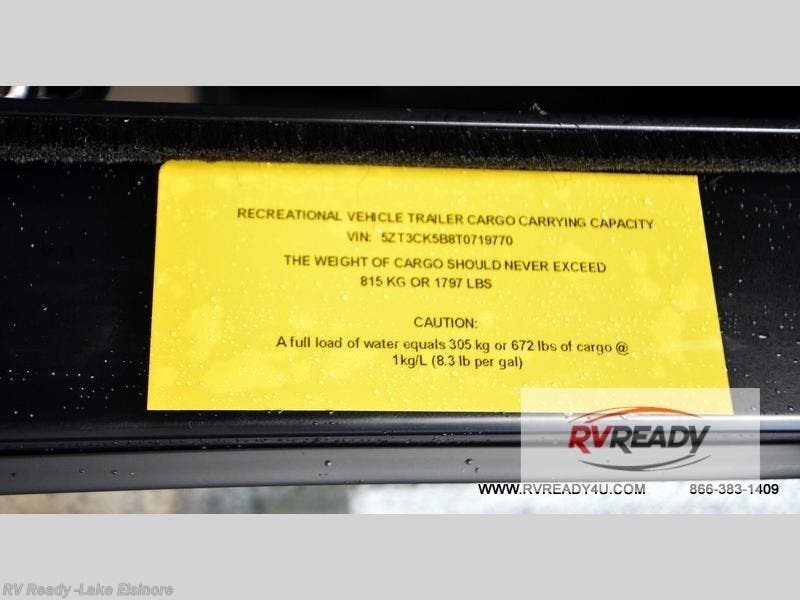 RECREATIONAL VEHICLE TRAILER CARGO CARRYING CAPACITY
VIN: 5ZT3CK5B8T0719770
THE WEIGHT OF CARGO SHOULD NEVER EXCEED
815 KG OR 1797 LBS
CAUTION:
A full load of water equals 305 kg or 672 lbs of cargo @
1kg/L (8.3 lb per gal)
RVREADY
WWW.RVREADY4U.COM 866-383-1409
RV Ready -Lake Elsinore